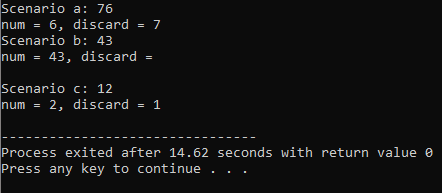 Scenario a: 76
num = 6, discard = 7
Scenario b: 43
num = 43, discard =
Scenario c: 12
num = 2, discard = 1
--------------------------------
Process exited after 14.62 seconds with return value 0
Press any key to continue . . .